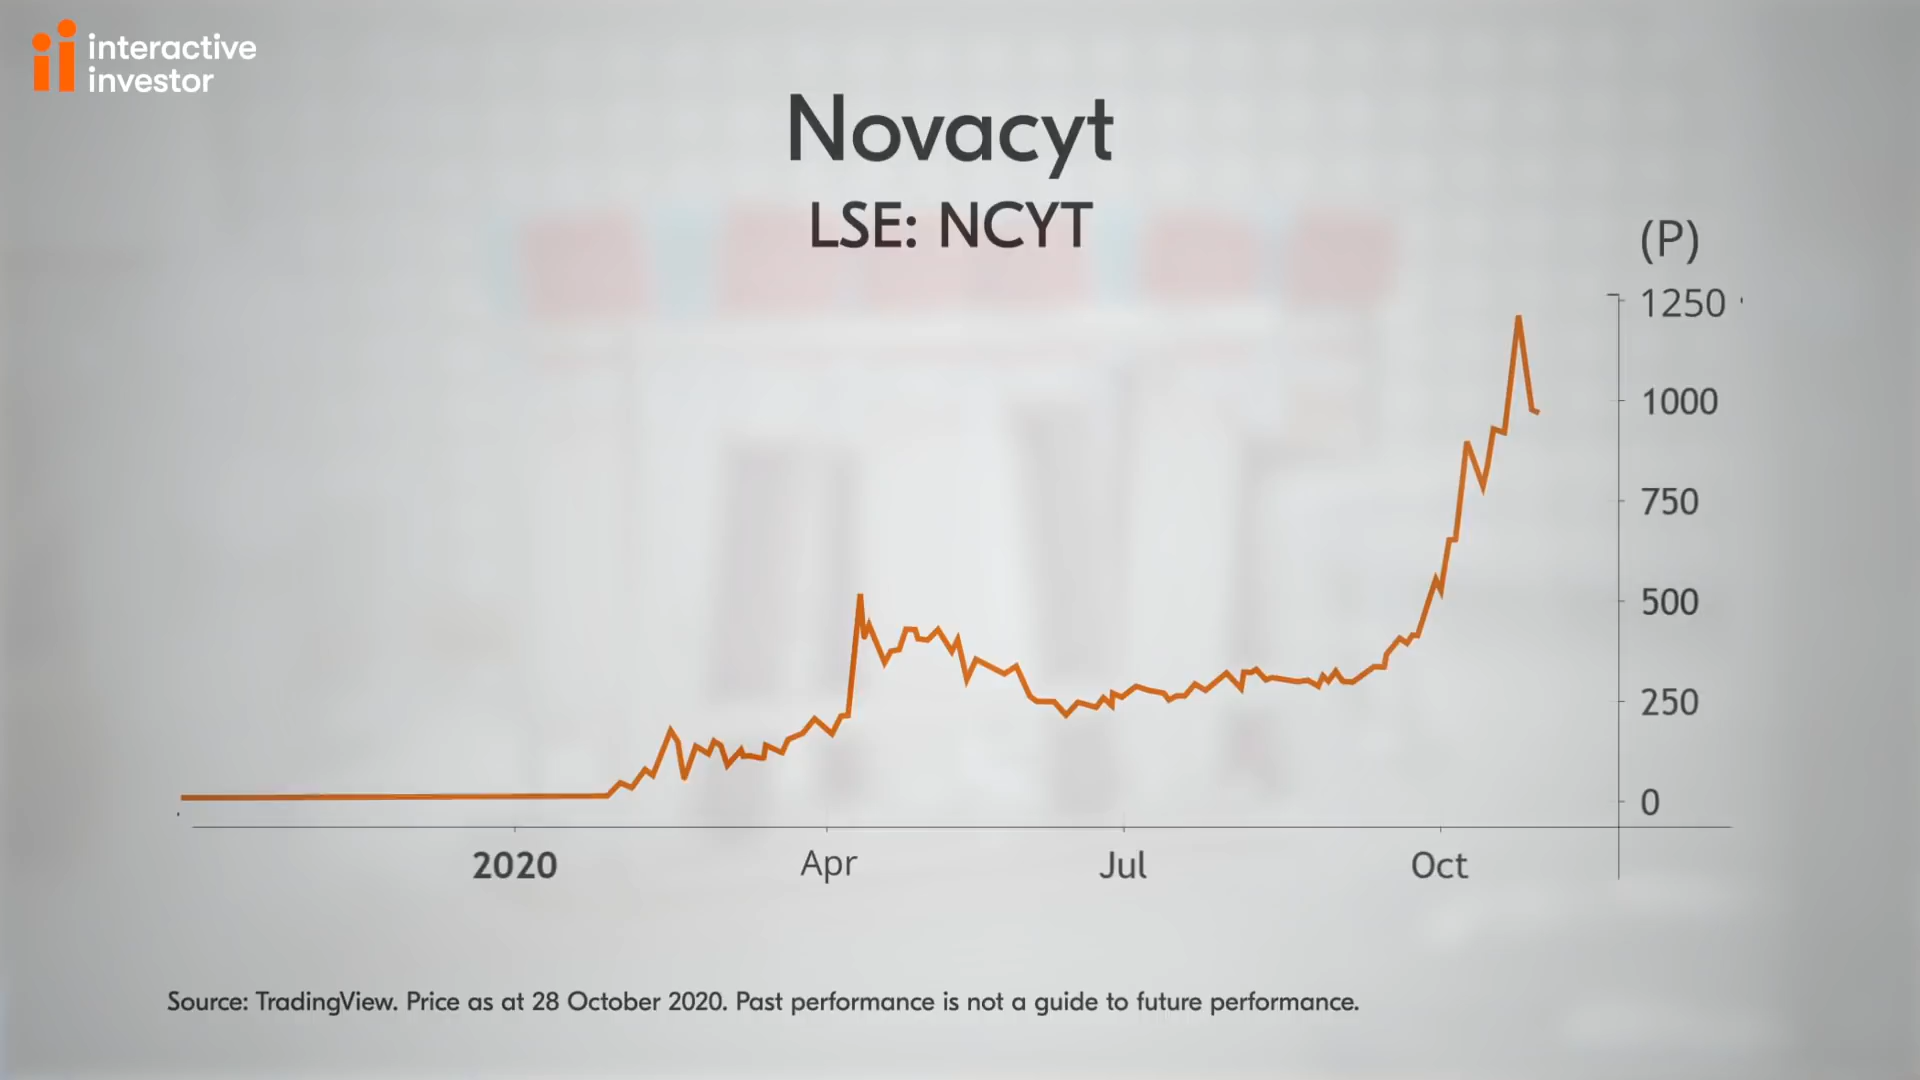 interactive
investor
Novacyt
LSE: NCYT
(P)
1250
1000
750
500
250
0
2020 Apr Jul Oct
Source: TradingView. Price as at 28 October 2020. Past performance is not a guide to future performance.